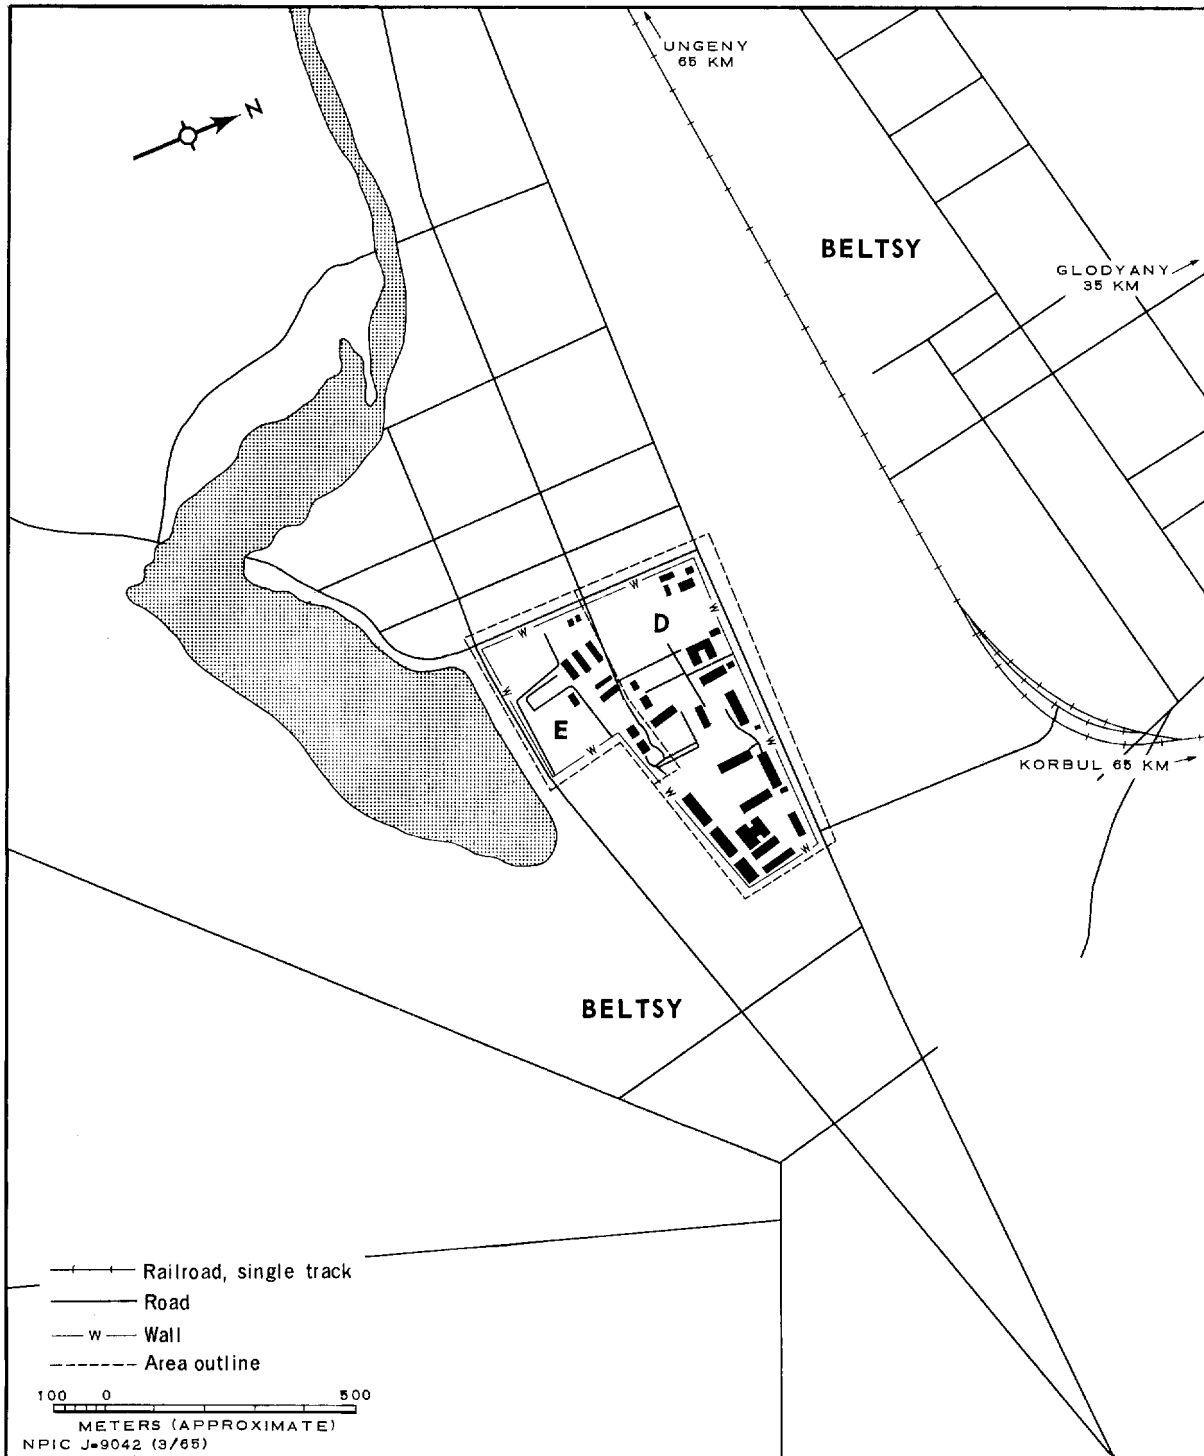 UNGENY
65 KM
N
BELTSY
GLODYANY
35 KM
W
D
W
W
W
E
W
W
W
KORBUL 65 KM
W
BELTSY
Railroad, single track
Road
W Wall
Area outline
100 0 500
METERS (APPROXIMATE)
NPIC J-9042 (3/65)